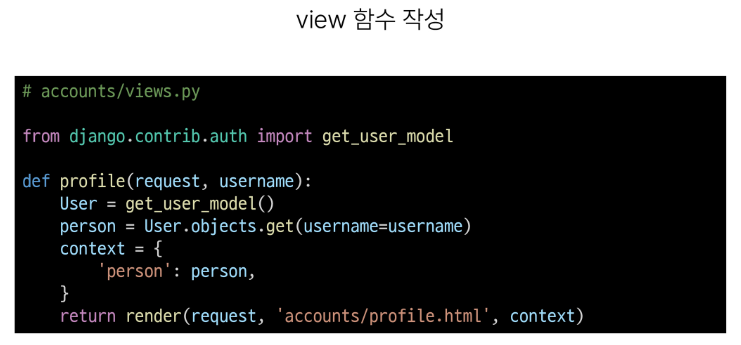 view 함수 작성
# accounts/views.py
from django.contrib.auth import get_user_model
def profile(request, username):
    User = get_user_model()
    person = User.objects.get(username=username)
    context = {
        'person': person,
    }
    return render(request, 'accounts/profile.html', context)